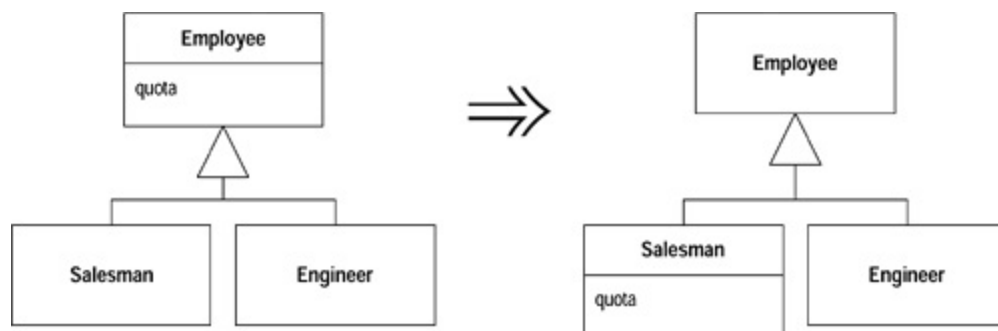 Employee
quota
Salesman
Engineer
Employee
Salesman
quota
Engineer